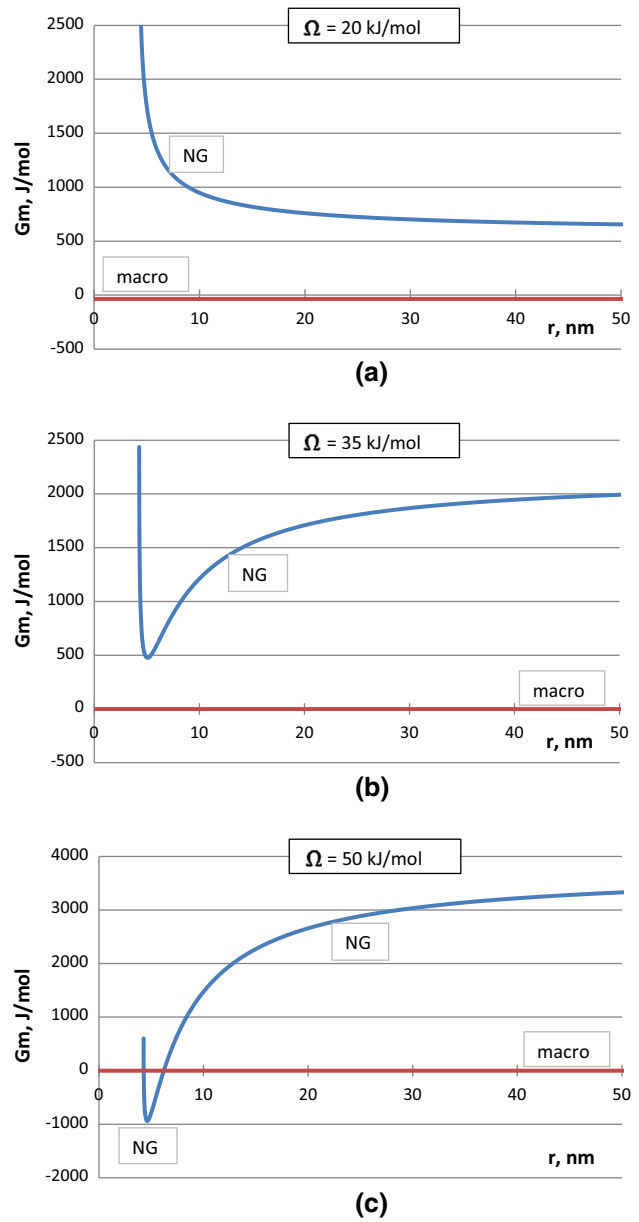 Ω = 20 kJ/mol
2500
2000
1500
1000
500
0
-500
Gm, J/mol
NG
macro
0
10
20
30
40
50
r, nm
(a)
Ω = 35 kJ/mol
2500
2000
1500
1000
500
0
-500
Gm, J/mol
NG
macro
0
10
20
30
40
50
r, nm
(b)
Ω = 50 kJ/mol
4000
3000
2000
1000
0
-1000
-2000
Gm, J/mol
NG
macro
0
10
20
30
40
50
NG
r, nm
(c)